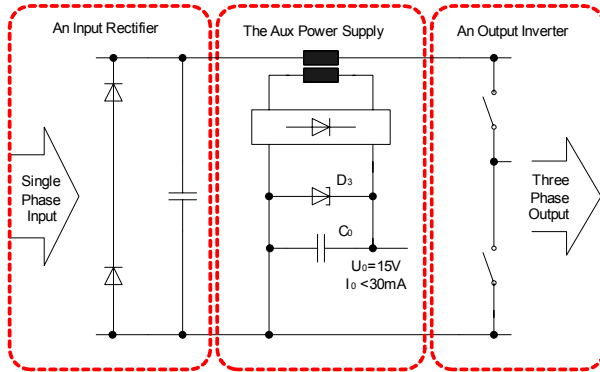 An Input Rectifier
The Aux Power Supply
An Output Inverter
Single
Phase
Input
D3
C0
U0=15V
I0 <30mA
Three
Phase
Output